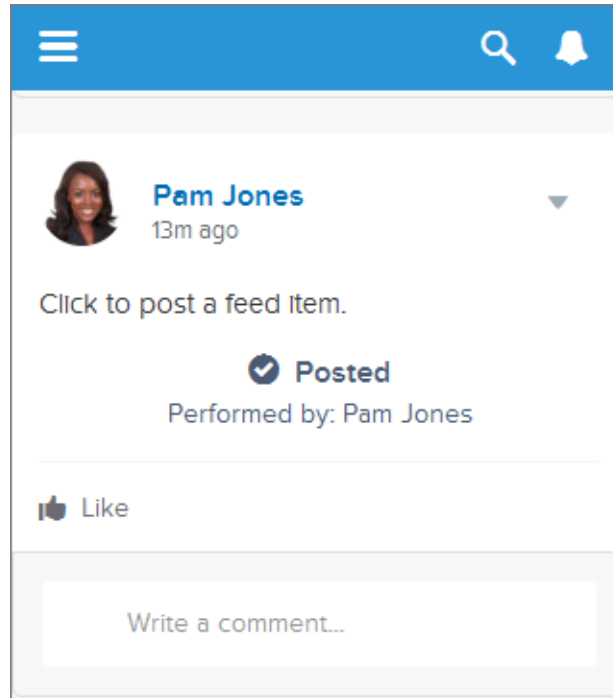 Pam Jones
13m ago
Click to post a feed item.
Posted
Performed by: Pam Jones
Like
Write a comment...